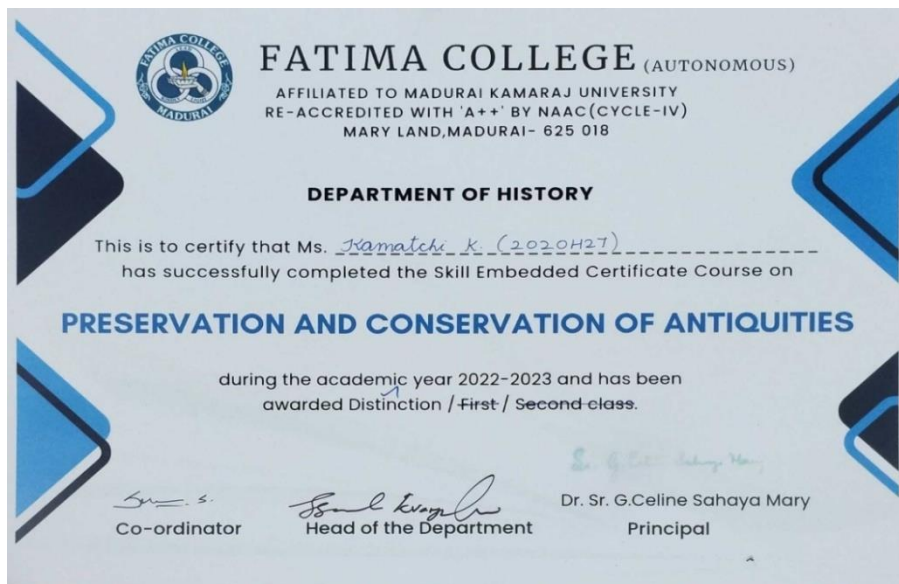 FATIMA COLLEGE
MADURAI
FATIMA COLLEGE (AUTONOMOUS)
AFFILIATED TO MADURAI KAMARAJ UNIVERSITY
RE-ACCREDITED WITH 'A++' BY NAAC(CYCLE-IV)
MARY LAND,MADURAI- 625 018
DEPARTMENT OF HISTORY
This is to certify that Ms. Kamatchi K. (2020H27)
has successfully completed the Skill Embedded Certificate Course on
PRESERVATION AND CONSERVATION OF ANTIQUITIES
during the academic year 2022-2023 and has been
awarded Distinction / First / Second class.
Dr. Sr. G.Celine Sahaya Mary
Co-ordinator
Head of the Department
Principal